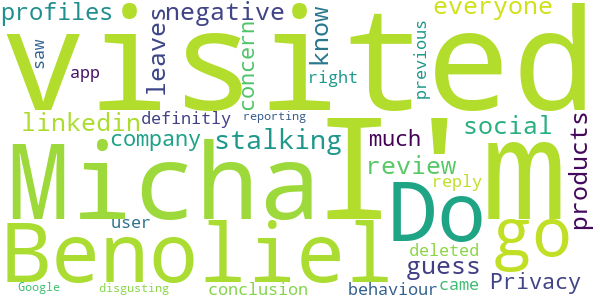 profiles negative everyone
visited
saw app leaves concern know right previous
linkedin definitly reporting social
company stalking much products
Michal I'm
review reply
user Do go
Benoliel deleted guess
Google disgusting conclusion behaviour came Privacy